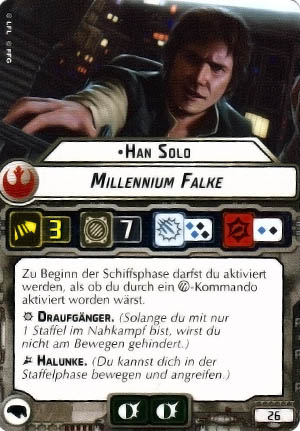 © LFL © FFG
•Han Solo
Millennium Falke
3 7
Zu Beginn der Schiffsphase darfst du aktiviert
werden, als ob du durch ein -Kommando
aktiviert worden wärst.
Draufgänger. (Solange du mit nur
1 Staffel im Nahkampf bist, wirst du
nicht am Bewegen gehindert.)
Halunke. (Du kannst dich in der
Staffelphase bewegen und angreifen.)
26